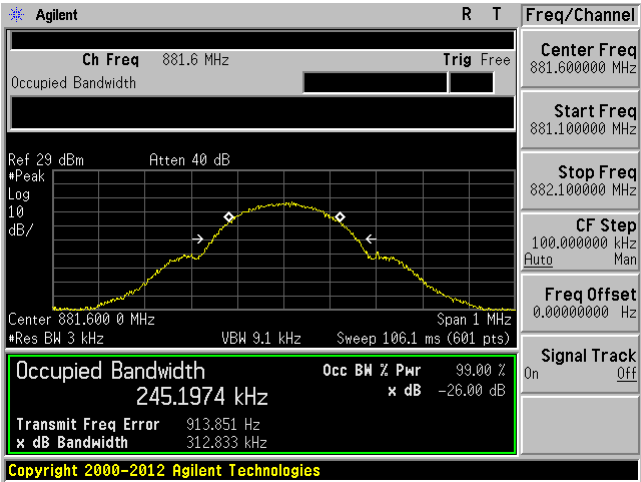 Agilent R T Freq/Channel
Ch Freq 881.6 MHz Trig Free
Occupied Bandwidth
Center Freq
881.600000 MHz
Start Freq
881.100000 MHz
Stop Freq
882.100000 MHz
CF Step
100.000000 kHz
Auto Man
Freq Offset
0.00000000 Hz
Signal Track
On Off
Ref 29 dBm Atten 40 dB
#Peak
Log
10
dB/
Center 881.600 0 MHz Span 1 MHz
#Res BW 3 kHz VBW 9.1 kHz Sweep 106.1 ms (601 pts)
Occupied Bandwidth Occ BW % Pwr 99.00 %
245.1974 kHz x dB -26.00 dB
Transmit Freq Error 913.851 Hz
x dB Bandwidth 312.833 kHz
Copyright 2000-2012 Agilent Technologies